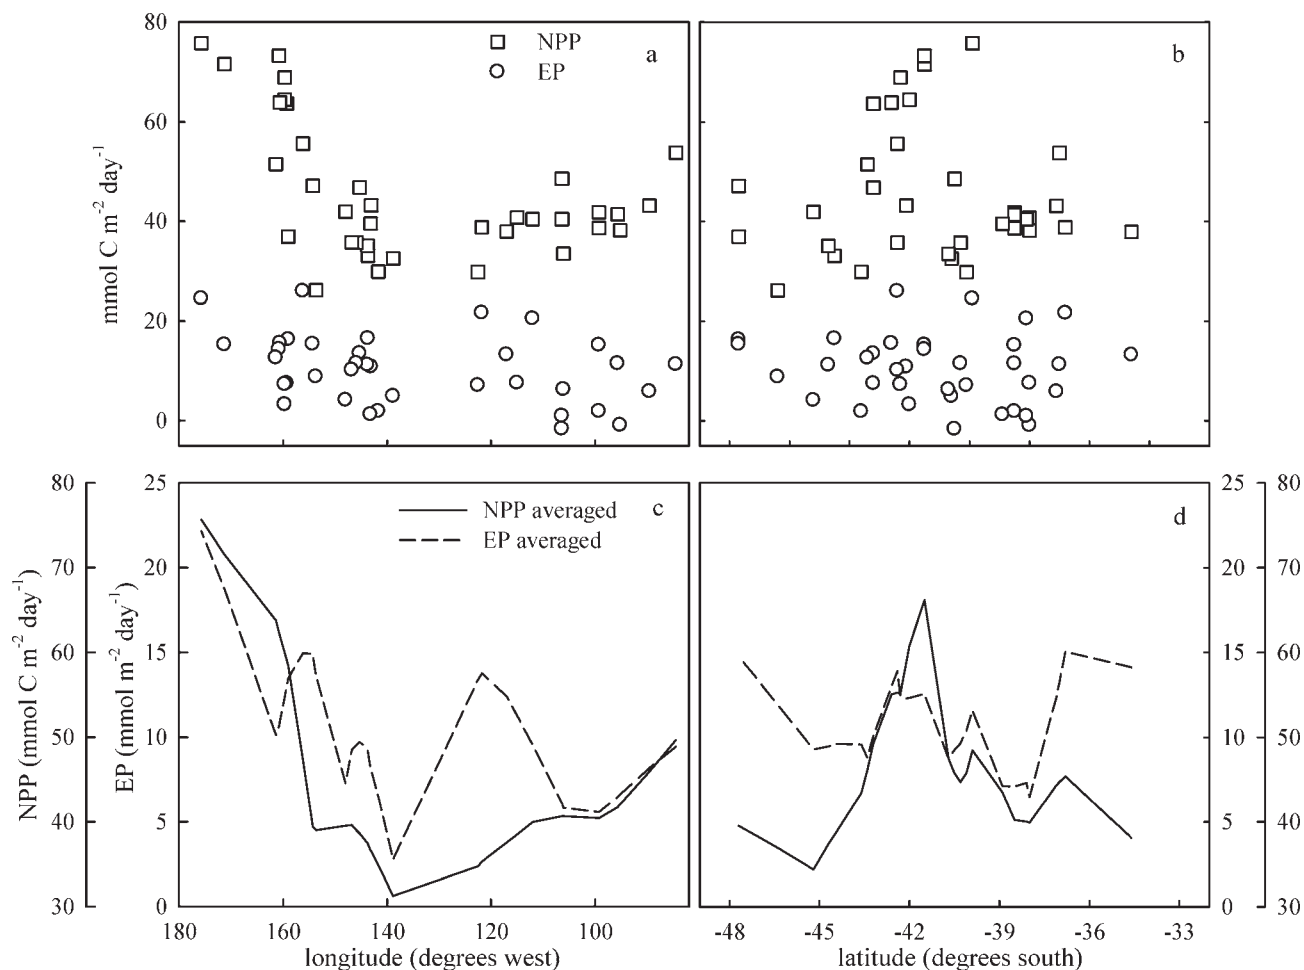 80
60
40
20
0
mmol C m-2 day-1
NPP
EP
a
b
80
70
60
50
40
30
NPP (mmol C m-2 day-1)
25
20
15
10
5
0
EP (mmol m-2 day-1)
NPP averaged
EP averaged
c
d
25
20
15
10
5
0
80
70
60
50
40
30
180 160 140 120 100
longitude (degrees west)
-48 -45 -42 -39 -36 -33
latitude (degrees south)